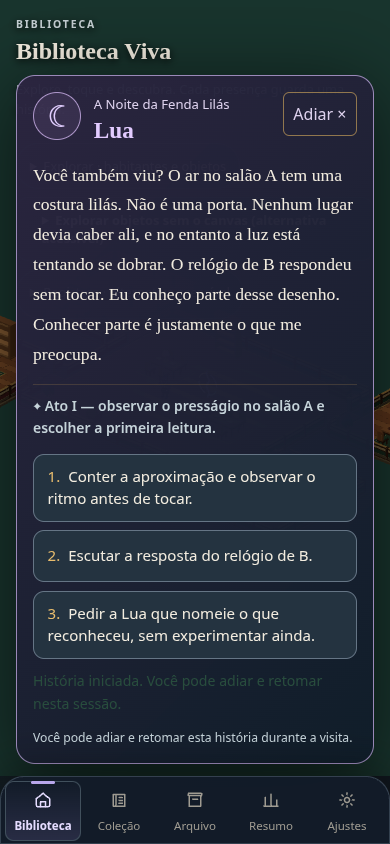 BIBLIOTECA
Biblioteca Viva
A Noite da Fenda Lilás
Lua
Adiar ×
Você também viu? O ar no salão A tem uma
costura lilás. Não é uma porta. Nenhum lugar
devia caber ali, e no entanto a luz está
tentando se dobrar. O relógio de B respondeu
sem tocar. Eu conheço parte desse desenho.
Conhecer parte é justamente o que me
preocupa.
✦ Ato I — observar o presságio no salão A e
escolher a primeira leitura.
1. Conter a aproximação e observar o
ritmo antes de tocar.
2. Escutar a resposta do relógio de B.
3. Pedir a Lua que nomeie o que
reconheceu, sem experimentar ainda.
História iniciada. Você pode adiar e retomar
nesta sessão.
Você pode adiar e retomar esta história durante a visita.
Biblioteca
Coleção
Arquivo
Resumo
Ajustes